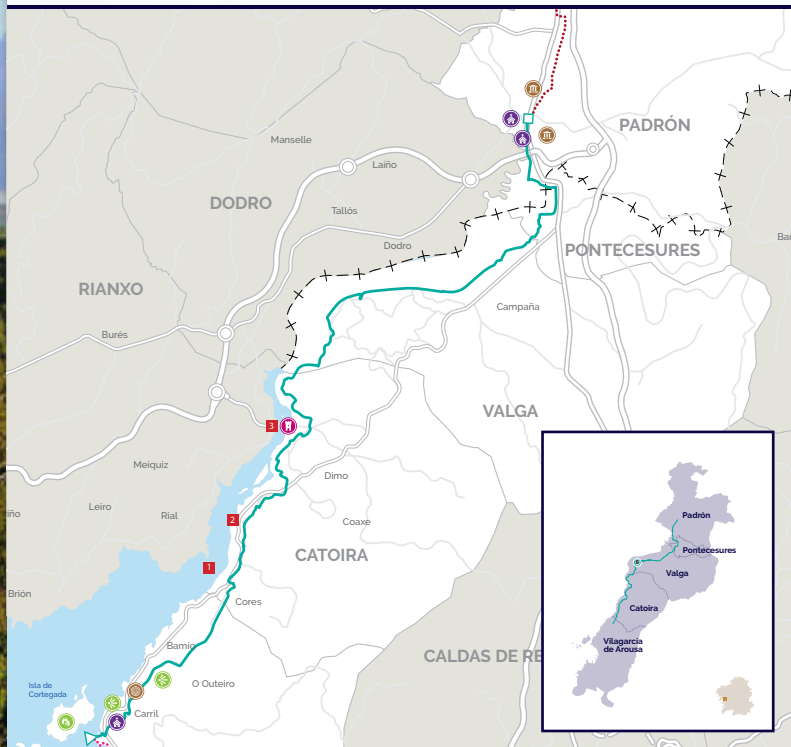 PADRÓN
Manselle
Laiño
DODRO
Tallós
Dodro
PONTECESURES
RIANXO
Campaña
Burés
VALGA
3
Meiquiz
Dimo
Leiro
Rial
2
Coaxe
CATOIRA
1
Brión
Cores
Bamio
CALDAS DE RE
O Outeiro
Isla de
Cortegada
Carril
Padrón
Pontecesures
Valga
Catoira
Vilagarcía
de Arousa